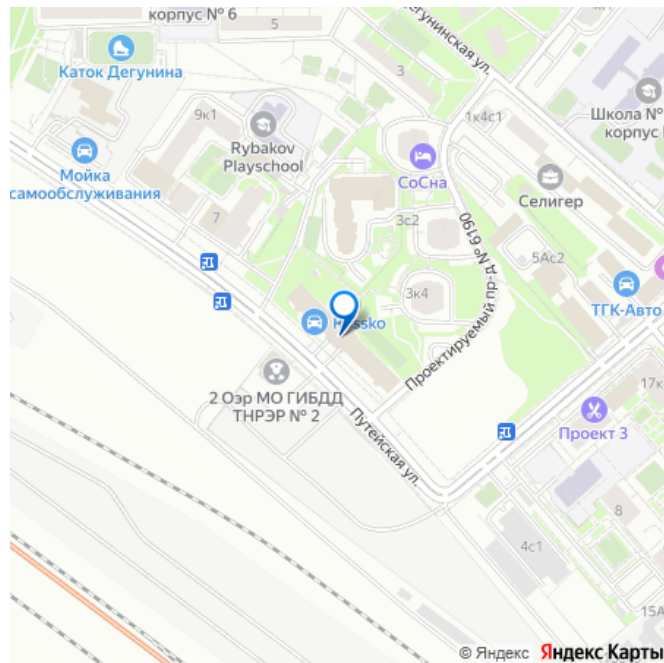 корпус № 6
5
Дегунинская ул.
1к4с1
Каток Дегунина
3
9к1
Rybakov
Playschool
Школа №
корпус
Мойка
самообслуживания
СоСна
Селигер
7
3с2
5Ас2
Проектируемый пр-д № 6190
3к4
ТГК-Авто
ssko
2 Оэр МО ГИБДД
ТНРЭР № 2
Путейская ул.
17к
Проект 3
8
4с1
15А
© Яндекс Яндекс Карты